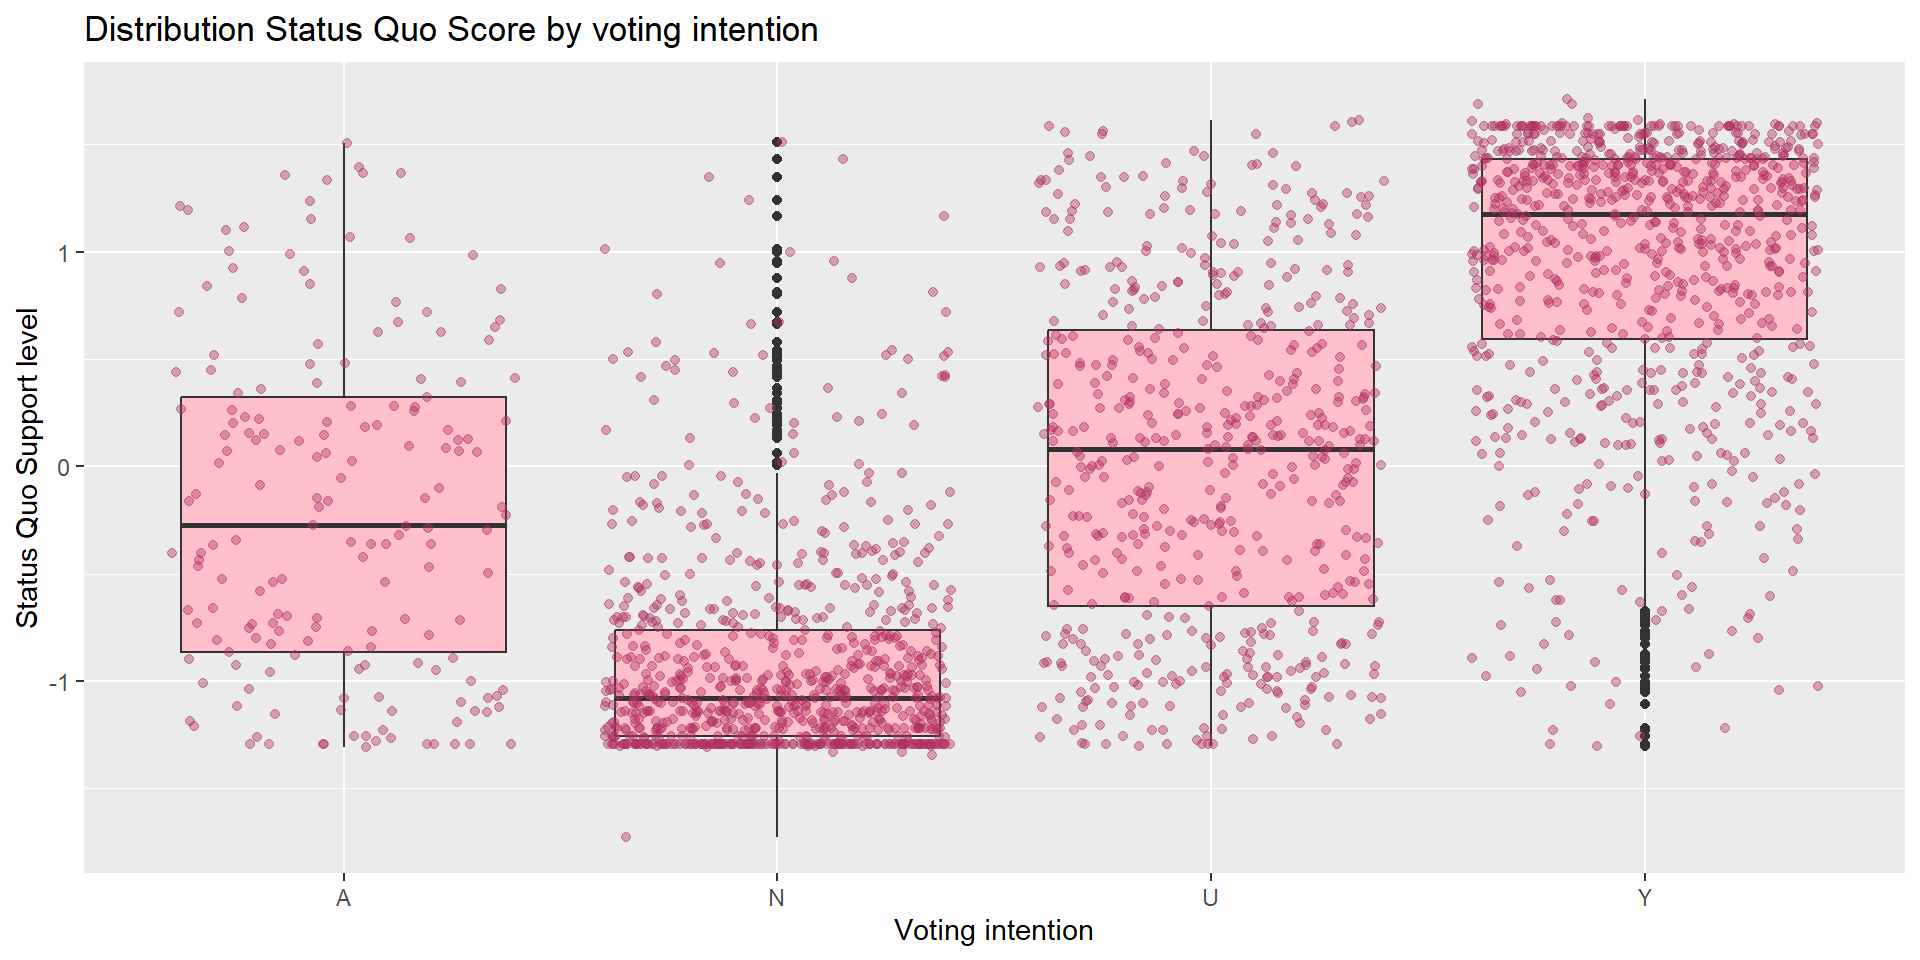 Distribution Status Quo Score by voting intention
Status Quo Support level
1
0
-1
A
N
U
Y
Voting intention